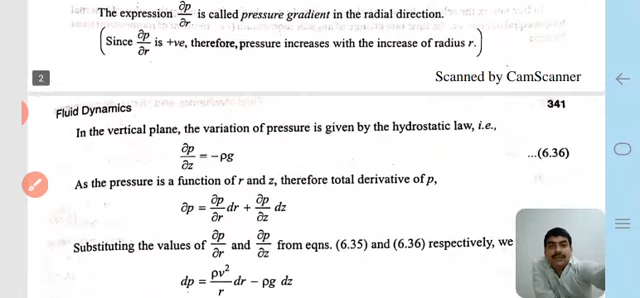 The expression ∂p/∂r is called pressure gradient in the radial direction.
(Since ∂p/∂r is +ve, therefore, pressure increases with the increase of radius r.)
2
Scanned by CamScanner
Fluid Dynamics
341
In the vertical plane, the variation of pressure is given by the hydrostatic law, i.e.,
∂p/∂z = –ρg ...(6.36)
As the pressure is a function of r and z, therefore total derivative of p,
∂p = ∂p/∂r dr + ∂p/∂z dz
Substituting the values of ∂p/∂r and ∂p/∂z from eqns. (6.35) and (6.36) respectively, we
dp = ρv²/r dr – ρg dz